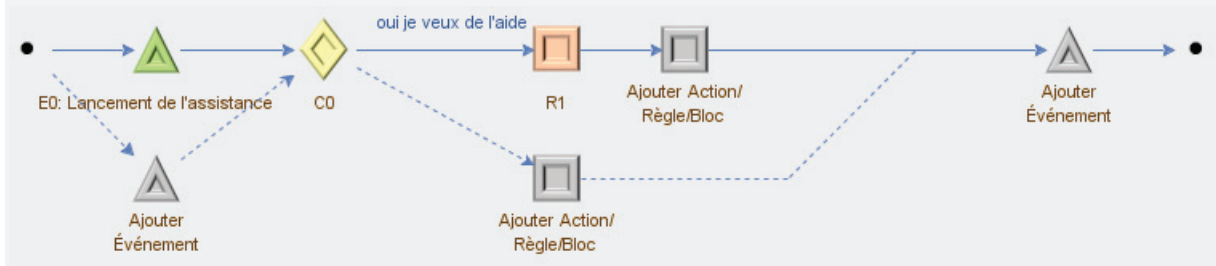 oui je veux de l'aide
E0: Lancement de l'assistance
C0
R1
Ajouter Action/
Règle/Bloc
Ajouter
Événement
Ajouter
Événement
Ajouter Action/
Règle/Bloc